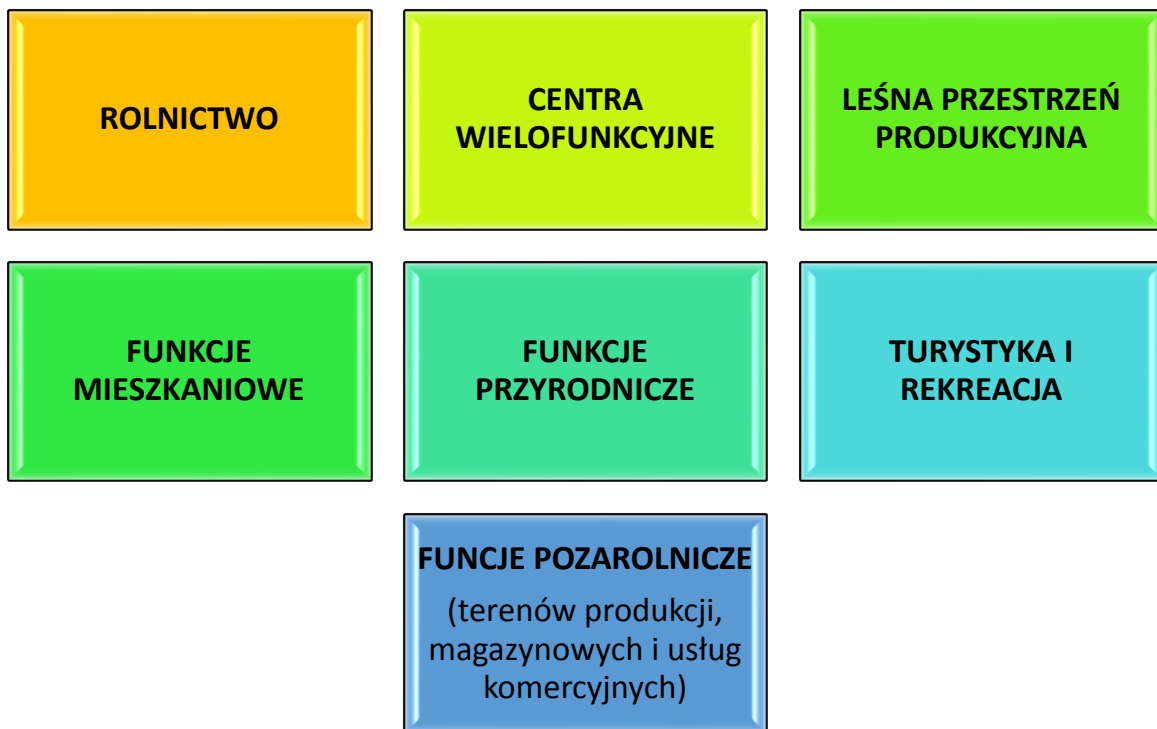 ROLNICTWO
CENTRA
WIELOFUNKCYJNE
LEŚNA PRZESTRZEŃ
PRODUKCYJNA
FUNKCJE
MIESZKANIOWE
FUNKCJE
PRZYRODNICZE
TURYSTYKA I
REKREACJA
FUNCJE POZAROLNICZE
(terenów produkcji,
magazynowych i usług
komercyjnych)